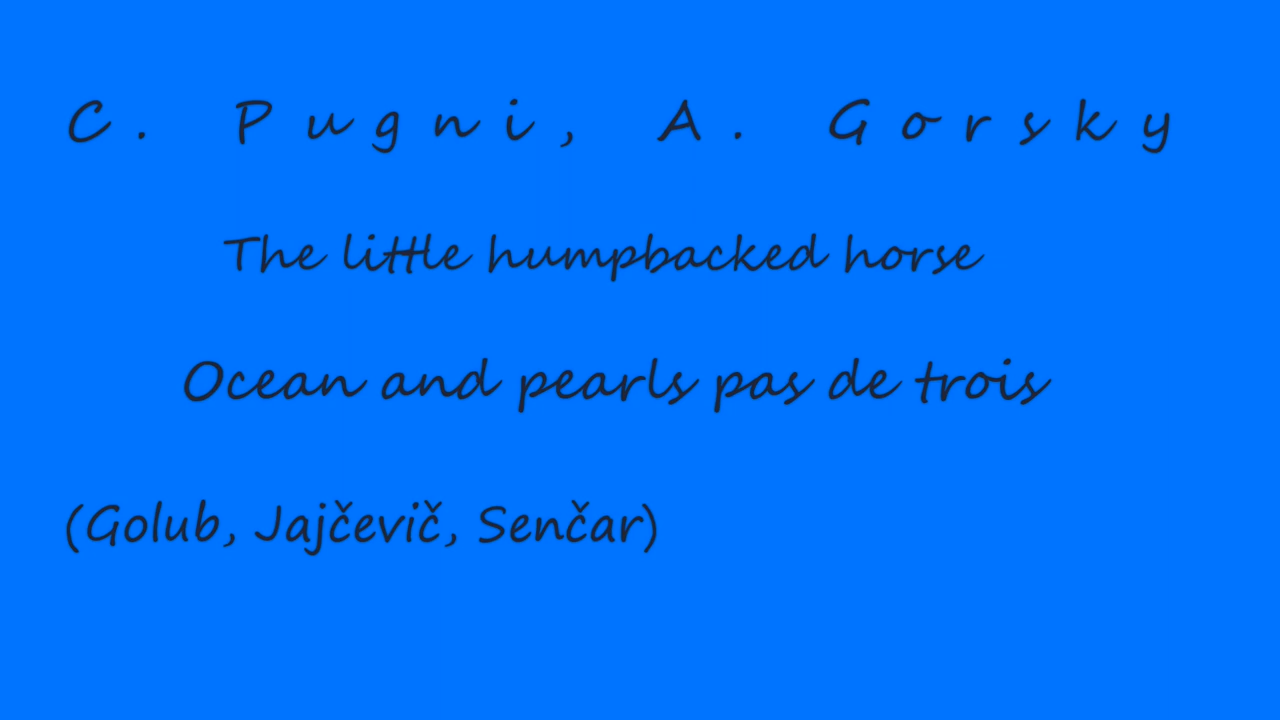 C. Pugni, A. Gorsky
The little humpbacked horse
Ocean and pearls pas de trois
(Golub, Jajčevič, Senčar)